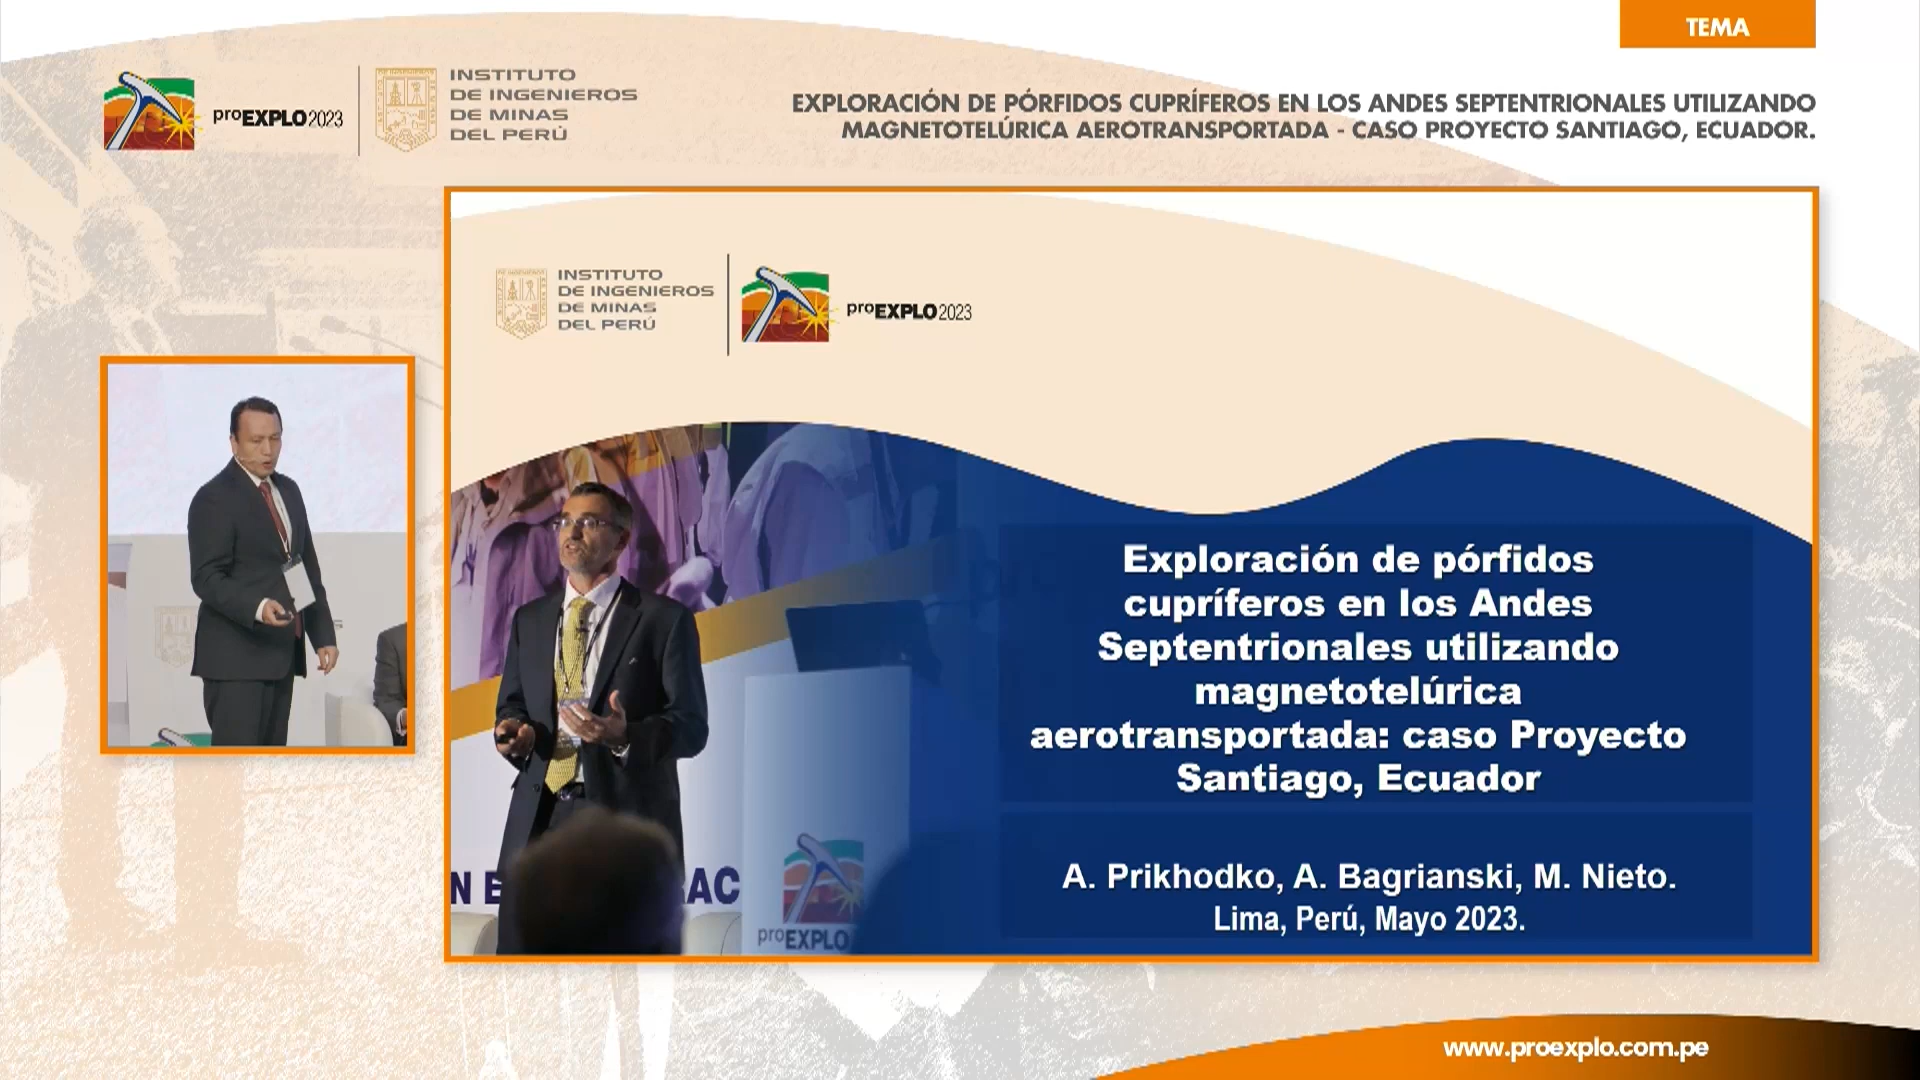 TEMA
proEXPLO2023
INSTITUTO
DE INGENIEROS
DE MINAS
DEL PERÚ
EXPLORACIÓN DE PÓRFIDOS CUPRÍFEROS EN LOS ANDES SEPTENTRIONALES UTILIZANDO
MAGNETOTELÚRICA AEROTRANSPORTADA - CASO PROYECTO SANTIAGO, ECUADOR.
INSTITUTO
DE INGENIEROS
DE MINAS
DEL PERÚ
proEXPLO2023
Exploración de pórfidos
cupríferos en los Andes
Septentrionales utilizando
magnetotelúrica
aerotransportada: caso Proyecto
Santiago, Ecuador
A. Prikhodko, A. Bagrianski, M. Nieto.
Lima, Perú, Mayo 2023.
N E
RAC
proEXPLO
www.proexplo.com.pe